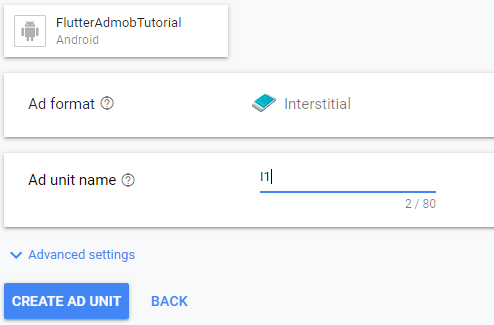 FlutterAdmobTutorial
Android
Ad format
Interstitial
Ad unit name
I1
2 / 80
Advanced settings
CREATE AD UNIT BACK